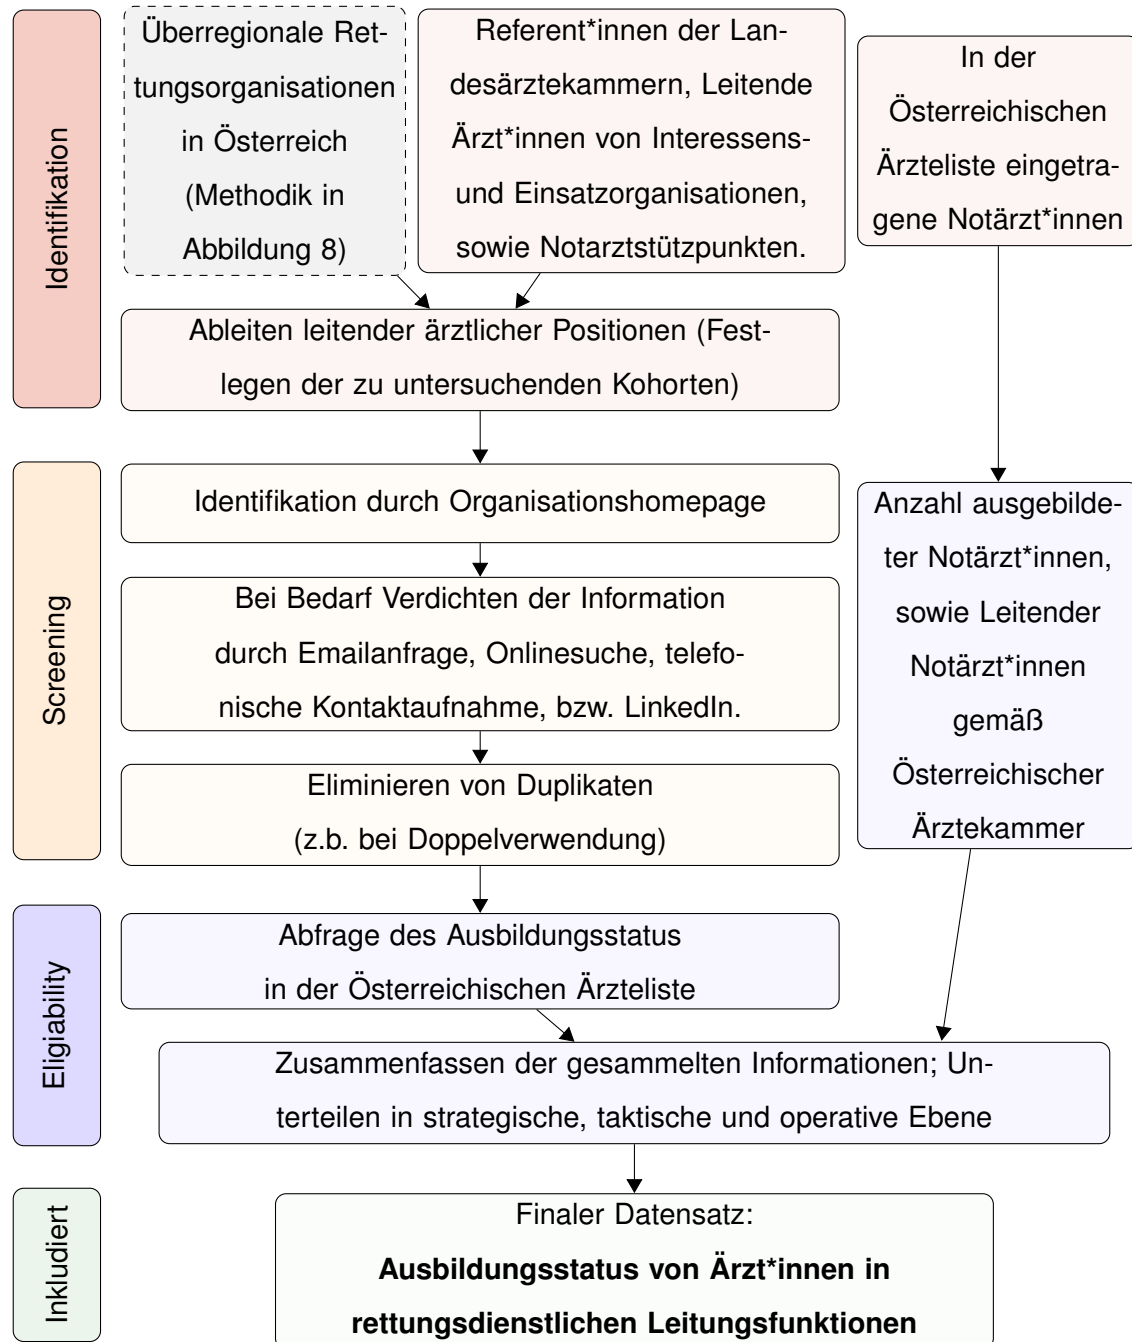 Identifikation
Überregionale Ret-
tungsorganisationen
in Österreich
(Methodik in
Abbildung 8)
Referent*innen der Lan-
desärztekammern, Leitende
Ärzt*innen von Interessens-
und Einsatzorganisationen,
sowie Notarztstützpunkten.
In der
Österreichischen
Ärzteliste eingetra-
gene Notärzt*innen
Ableiten leitender ärztlicher Positionen (Fest-
legen der zu untersuchenden Kohorten)
Screening
Identifikation durch Organisationshomepage
Bei Bedarf Verdichten der Information
durch Emailanfrage, Onlinesuche, telefo-
nische Kontaktaufnahme, bzw. LinkedIn.
Eliminieren von Duplikaten
(z.b. bei Doppelverwendung)
Anzahl ausgebilde-
ter Notärzt*innen,
sowie Leitender
Notärzt*innen
gemäß
Österreichischer
Ärztekammer
Eligiability
Abfrage des Ausbildungsstatus
in der Österreichischen Ärzteliste
Zusammenfassen der gesammelten Informationen; Un-
terteilen in strategische, taktische und operative Ebene
Inkludiert
Finaler Datensatz:
Ausbildungsstatus von Ärzt*innen in
rettungsdienstlichen Leitungsfunktionen